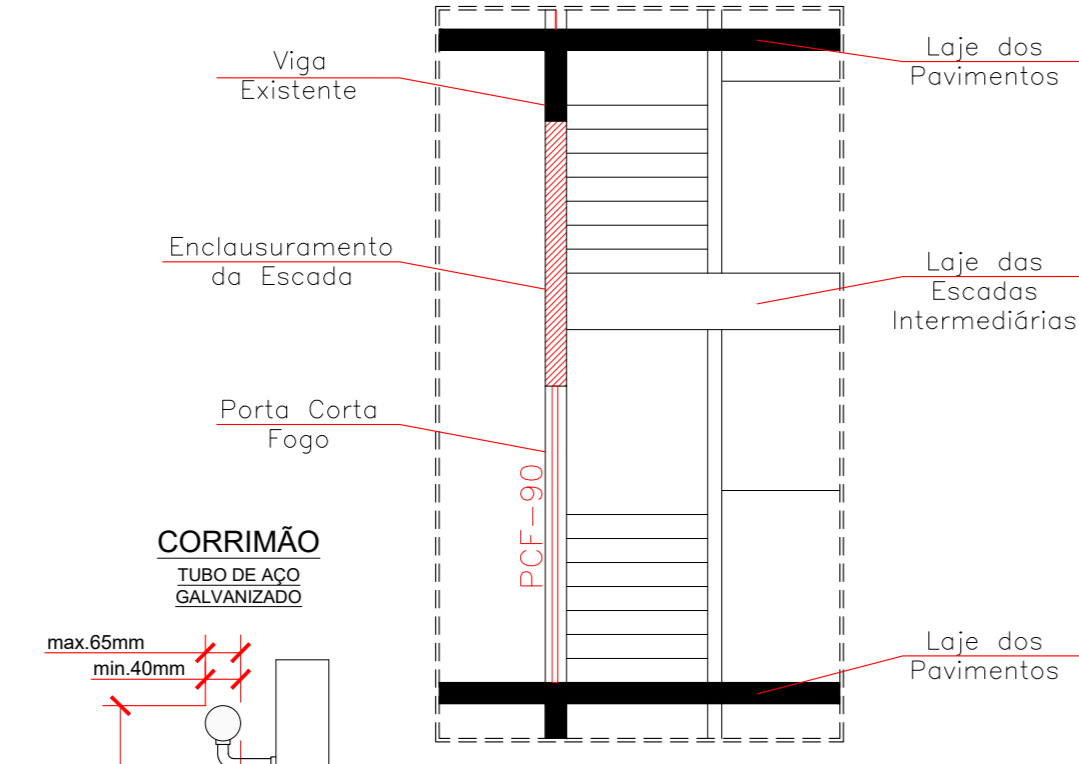 Viga
Existente
Laje dos
Pavimentos
Enclausuramento
da Escada
Laje das
Escadas
Intermediárias
Porta Corta
Fogo
PCF-90
CORRIMÃO
TUBO DE AÇO
GALVANIZADO
max.65mm
min.40mm
Laje dos
Pavimentos